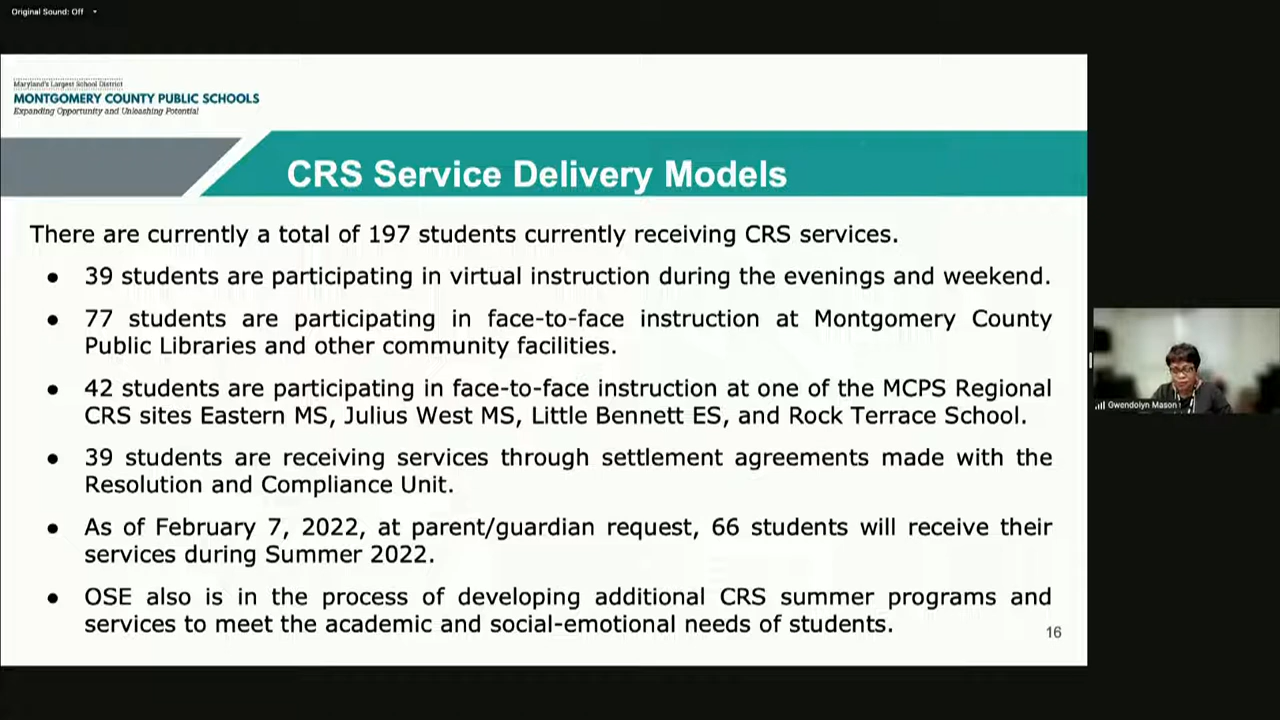 Original Sound: Off
Maryland's Largest School District
MONTGOMERY COUNTY PUBLIC SCHOOLS
Expanding Opportunity and Unleashing Potential
CRS Service Delivery Models
There are currently a total of 197 students currently receiving CRS services.
● 39 students are participating in virtual instruction during the evenings and weekend.
● 77 students are participating in face-to-face instruction at Montgomery County
Public Libraries and other community facilities.
● 42 students are participating in face-to-face instruction at one of the MCPS Regional
CRS sites Eastern MS, Julius West MS, Little Bennett ES, and Rock Terrace School.
● 39 students are receiving services through settlement agreements made with the
Resolution and Compliance Unit.
● As of February 7, 2022, at parent/guardian request, 66 students will receive their
services during Summer 2022.
● OSE also is in the process of developing additional CRS summer programs and
services to meet the academic and social-emotional needs of students.
16
Gwendolyn Mason